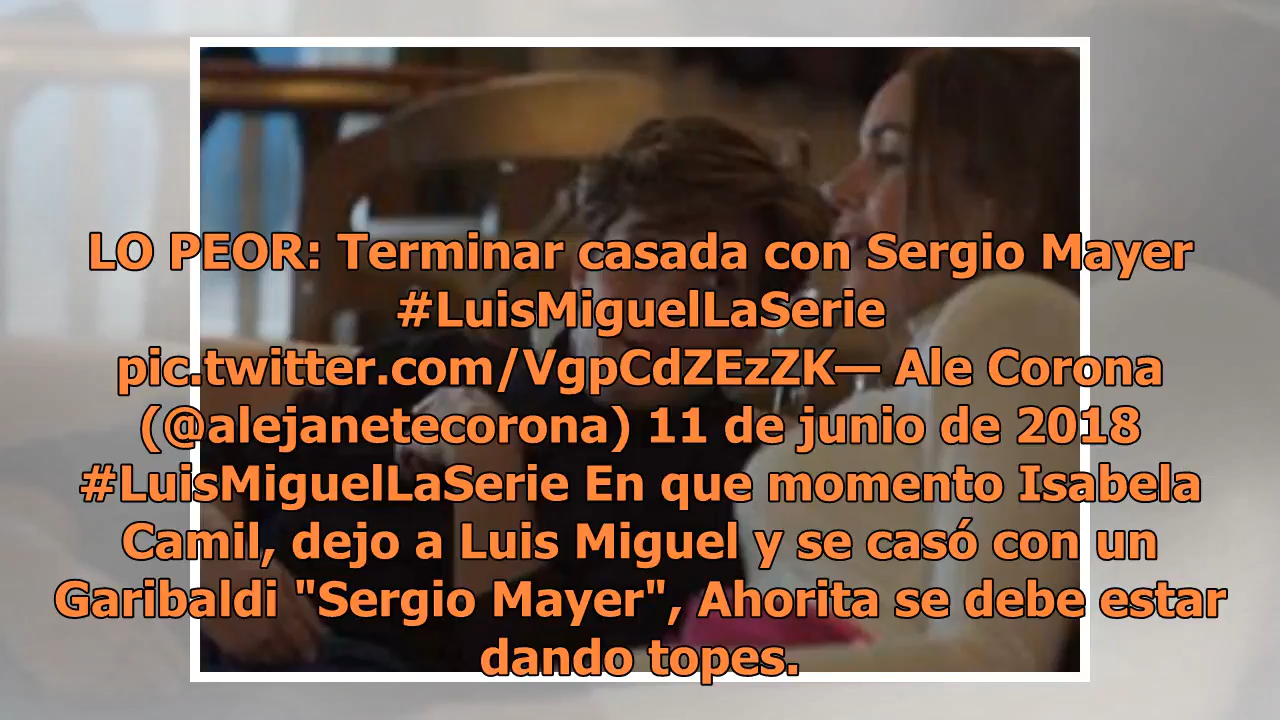 LO PEOR: Terminar casada con Sergio Mayer
#LuisMiguelLaSerie
pic.twitter.com/VgpCdZEzZK— Ale Corona
(@alejanetecorona) 11 de junio de 2018
#LuisMiguelLaSerie En que momento Isabela
Camil, dejo a Luis Miguel y se casó con un
Garibaldi "Sergio Mayer", Ahorita se debe estar
dando topes.